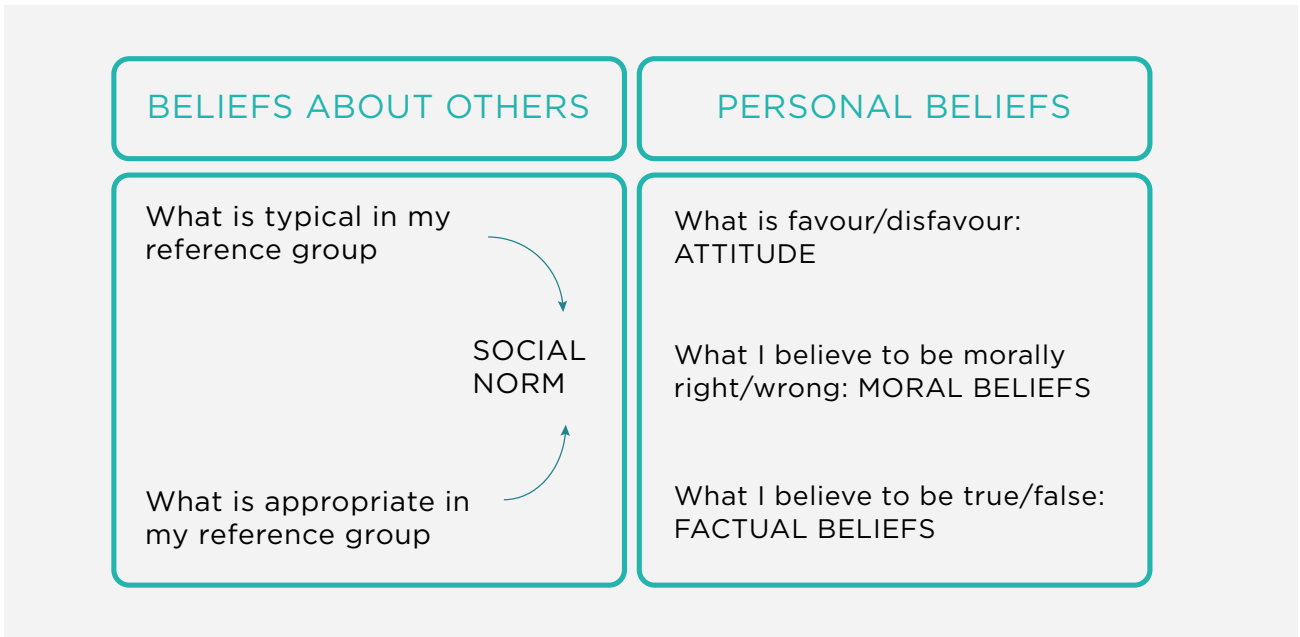 BELIEFS ABOUT OTHERS
What is typical in my
reference group
SOCIAL
NORM
What is appropriate in
my reference group
PERSONAL BELIEFS
What is favour/disfavour:
ATTITUDE
What I believe to be morally
right/wrong: MORAL BELIEFS
What I believe to be true/false:
FACTUAL BELIEFS